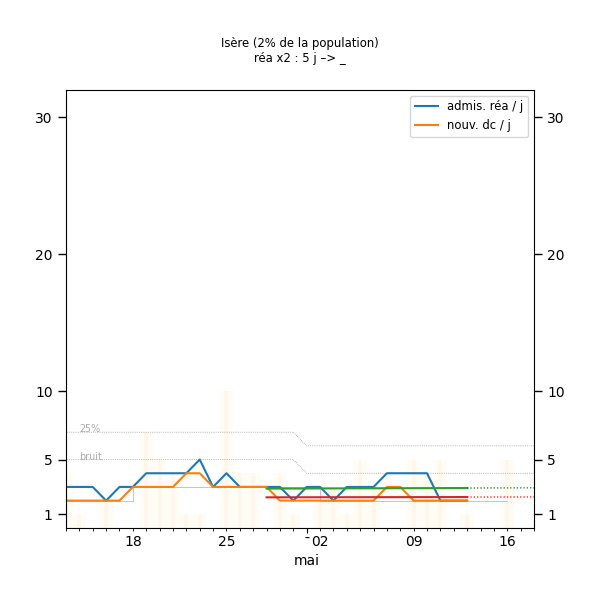 Isère (2% de la population)
réa x2 : 5 j –> _
admis. réa / j
nouv. dc / j
30
30
20
20
10
10
25%
bruit
5
5
1
1
18
25
02
09
16
mai